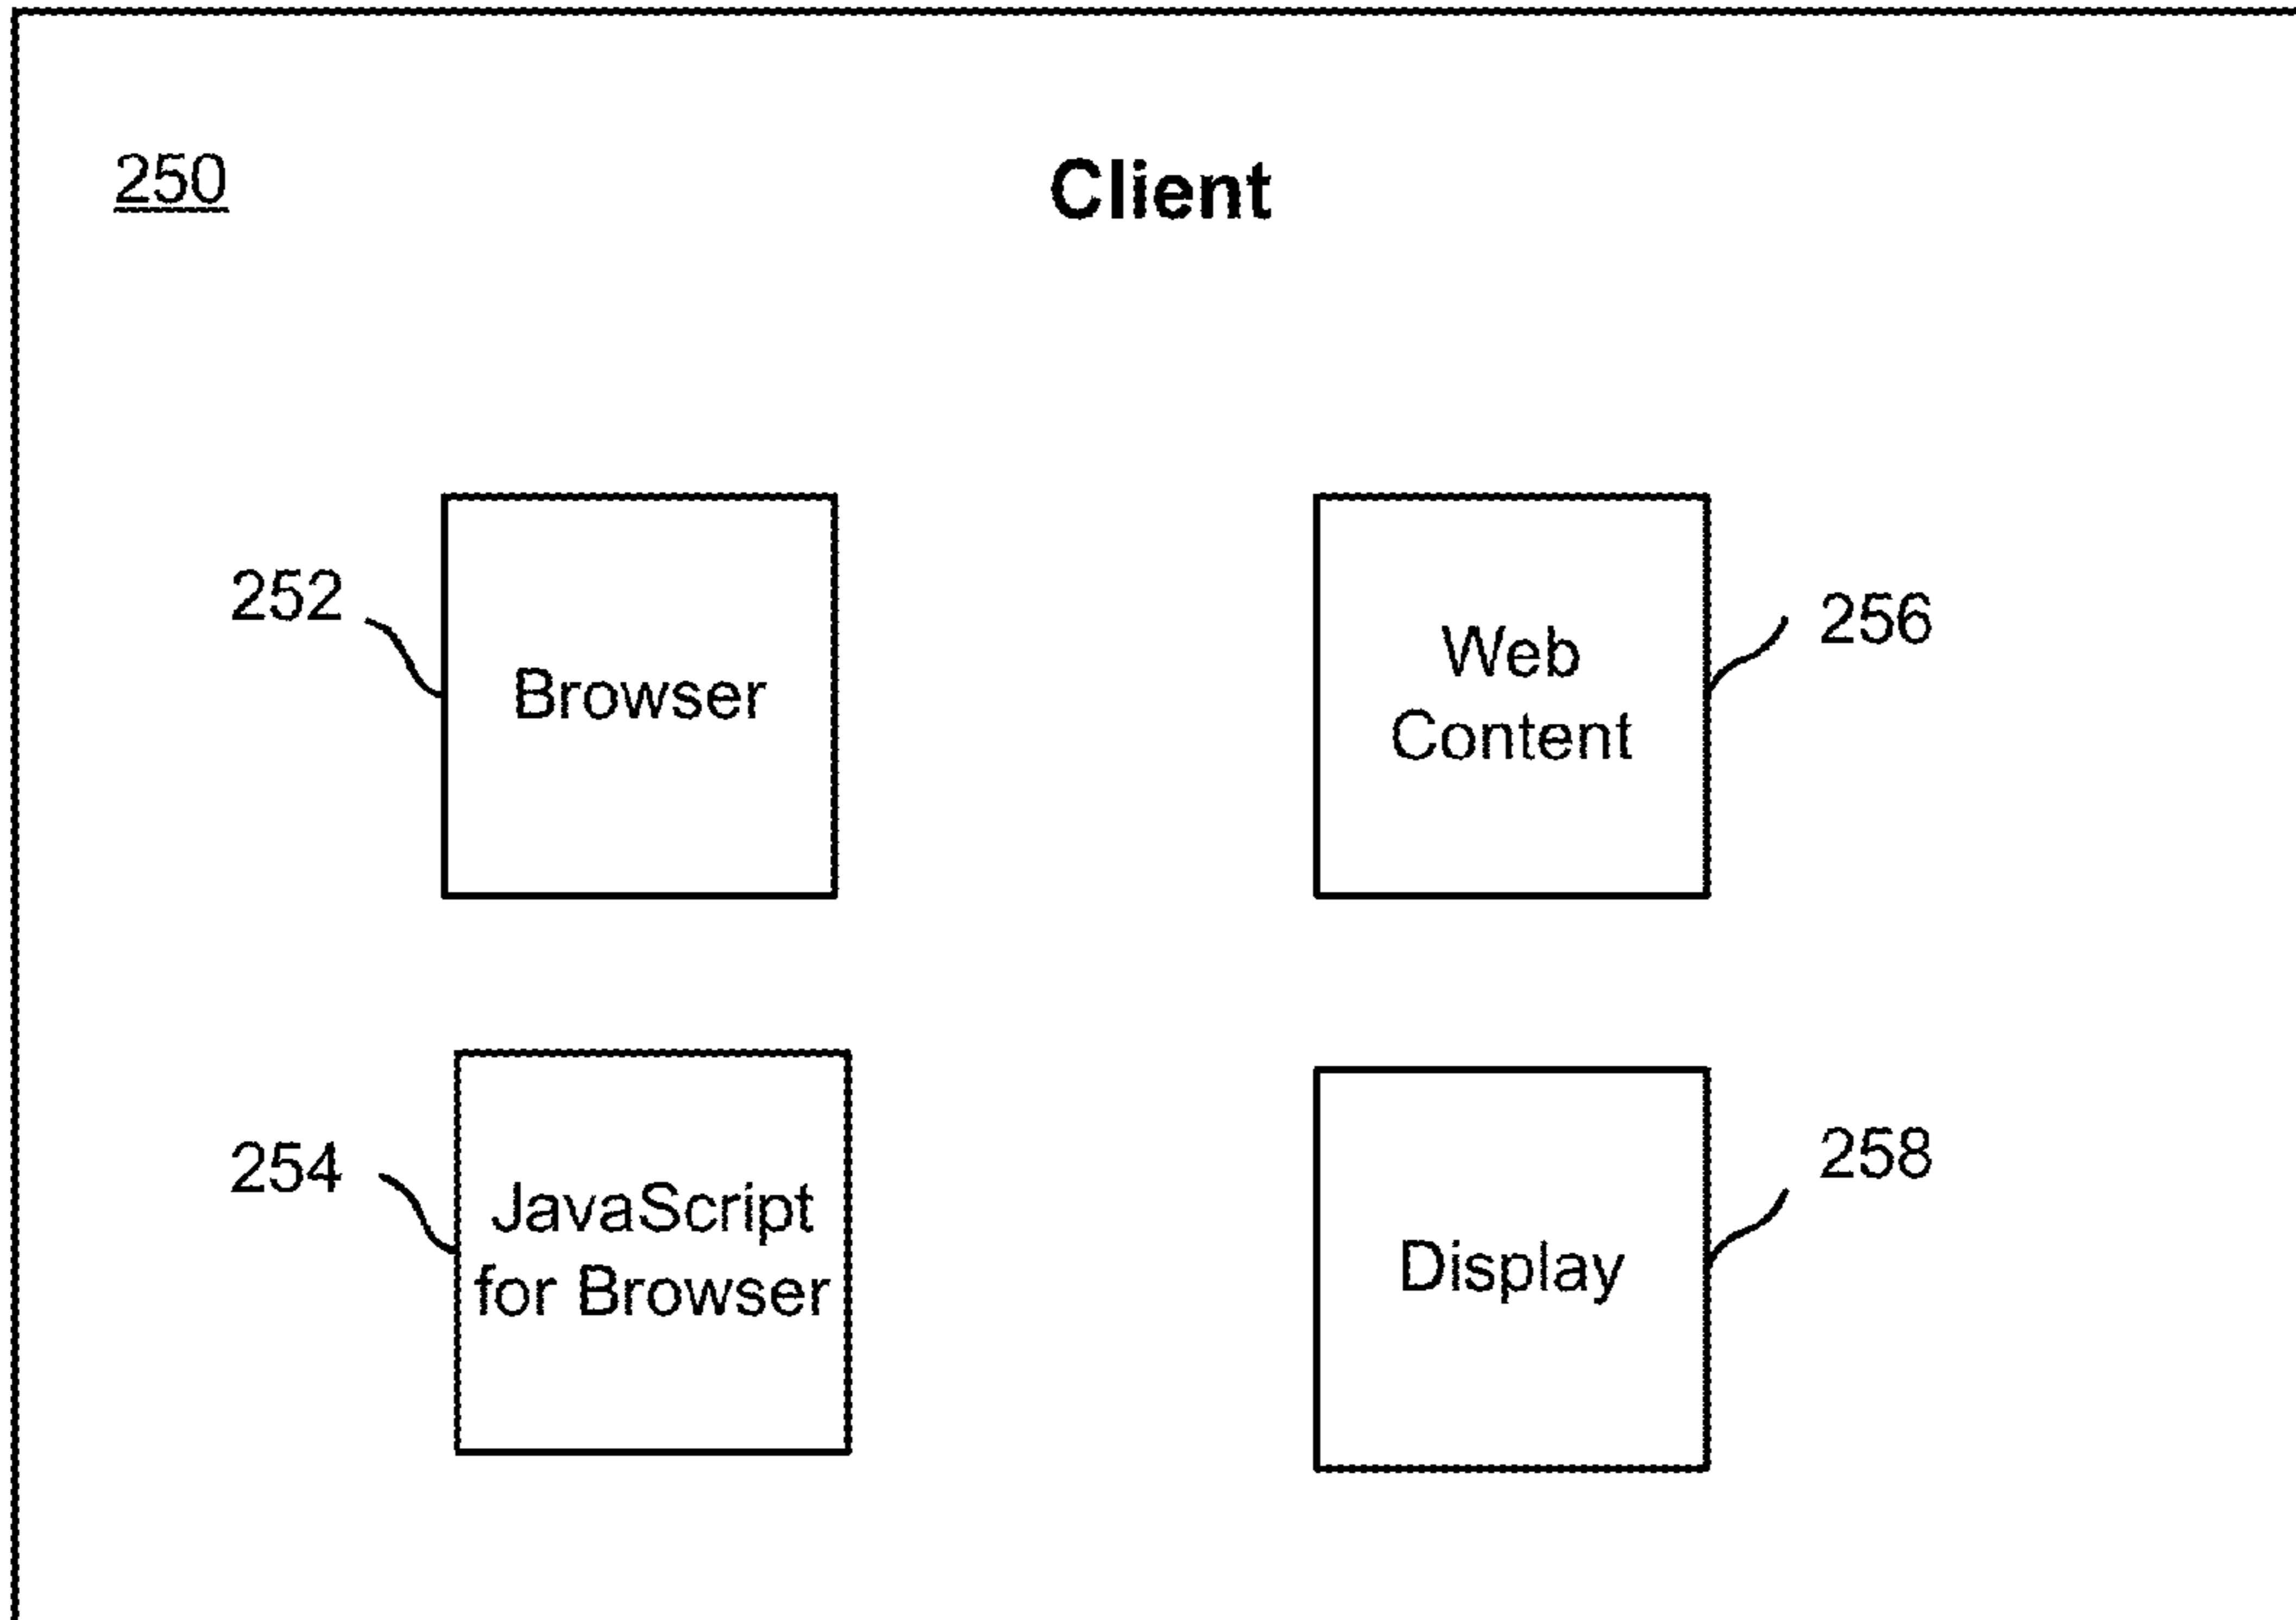 250
Client
252
Browser
Web
Content
256
254
JavaScript
for Browser
Display
258